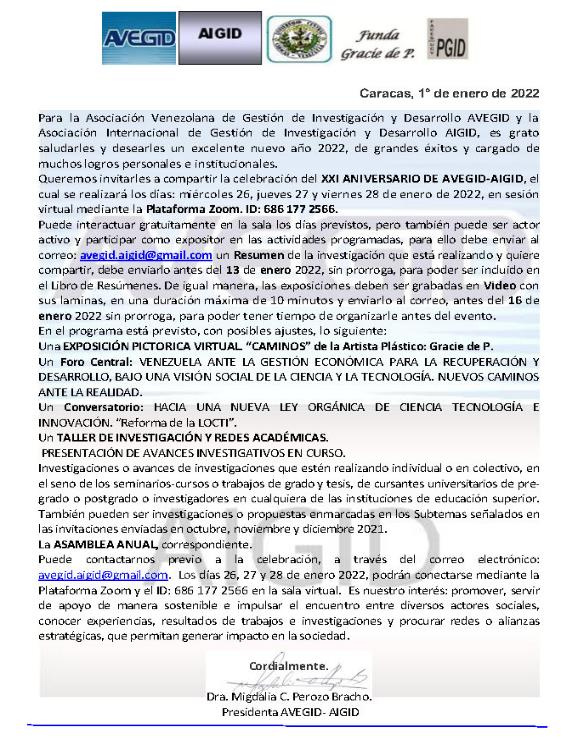 AVEGID
AIGID
Funda
Gracie de P.
PGID
Caracas, 1° de enero de 2022
Para la Asociación Venezolana de Gestión de Investigación y Desarrollo AVEGID y la
Asociación Internacional de Gestión de Investigación y Desarrollo AIGID, es grato
saludarles y desearles un excelente nuevo año 2022, de grandes éxitos y cargado de
muchos logros personales e institucionales.
Queremos invitarles a compartir la celebración del XXI ANIVERSARIO DE AVEGID-AIGID, el
cual se realizará los días: miércoles 26, jueves 27 y viernes 28 de enero de 2022, en sesión
virtual mediante la Plataforma Zoom. ID: 686 177 2566.
Puede interactuar gratuitamente en la sala los días previstos, pero también puede ser actor
activo y participar como expositor en las actividades programadas, para ello debe enviar al
correo: avegid.aigid@gmail.com un Resumen de la investigación que está realizando y quiere
compartir, debe enviarlo antes del 13 de enero 2022, sin prorroga, para poder ser incluido en
el Libro de Resúmenes. De igual manera, las exposiciones deben ser grabadas en Video con
sus laminas, en una duración máxima de 10 minutos y enviarlo al correo, antes del 16 de
enero 2022 sin prorroga, para poder tener tiempo de organizarle antes del evento.
En el programa está previsto, con posibles ajustes, lo siguiente:
Una EXPOSICIÓN PICTORICA VIRTUAL. "CAMINOS" de la Artista Plástico: Gracie de P.
Un Foro Central: VENEZUELA ANTE LA GESTIÓN ECONÓMICA PARA LA RECUPERACIÓN Y
DESARROLLO, BAJO UNA VISIÓN SOCIAL DE LA CIENCIA Y LA TECNOLOGÍA. NUEVOS CAMINOS
ANTE LA REALIDAD.
Un Conversatorio: HACIA UNA NUEVA LEY ORGÁNICA DE CIENCIA TECNOLOGÍA E
INNOVACIÓN. "Reforma de la LOCTI".
Un TALLER DE INVESTIGACIÓN Y REDES ACADÉMICAS.
PRESENTACIÓN DE AVANCES INVESTIGATIVOS EN CURSO.
Investigaciones o avances de investigaciones que estén realizando individual o en colectivo, en
el seno de los seminarios-cursos o trabajos de grado y tesis, de cursantes universitarios de pre-
grado o postgrado o investigadores en cualquiera de las instituciones de educación superior.
También pueden ser investigaciones o propuestas enmarcadas en los Subtemas señalados en
las invitaciones enviadas en octubre, noviembre y diciembre 2021.
La ASAMBLEA ANUAL, correspondiente.
Puede contactarnos previo a la celebración, a través del correo electrónico:
avegid.aigid@gmail.com. Los días 26, 27 y 28 de enero 2022, podrán conectarse mediante la
Plataforma Zoom y el ID: 686 177 2566 en la sala virtual. Es nuestro interés: promover, servir
de apoyo de manera sostenible e impulsar el encuentro entre diversos actores sociales,
conocer experiencias, resultados de trabajos e investigaciones y procurar redes o alianzas
estratégicas, que permitan generar impacto en la sociedad.
AIGID
Cordialmente.
Dra. Migdalia C. Perozo Bracho.
Presidenta AVEGID- AIGID